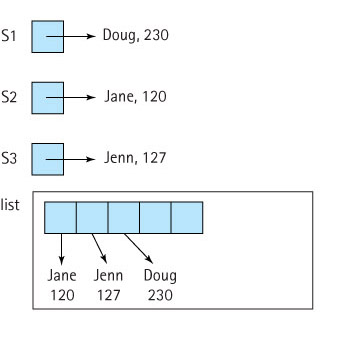 S1 Doug, 230
S2 Jane, 120
S3 Jenn, 127
list
Jane Jenn Doug
120 127 230